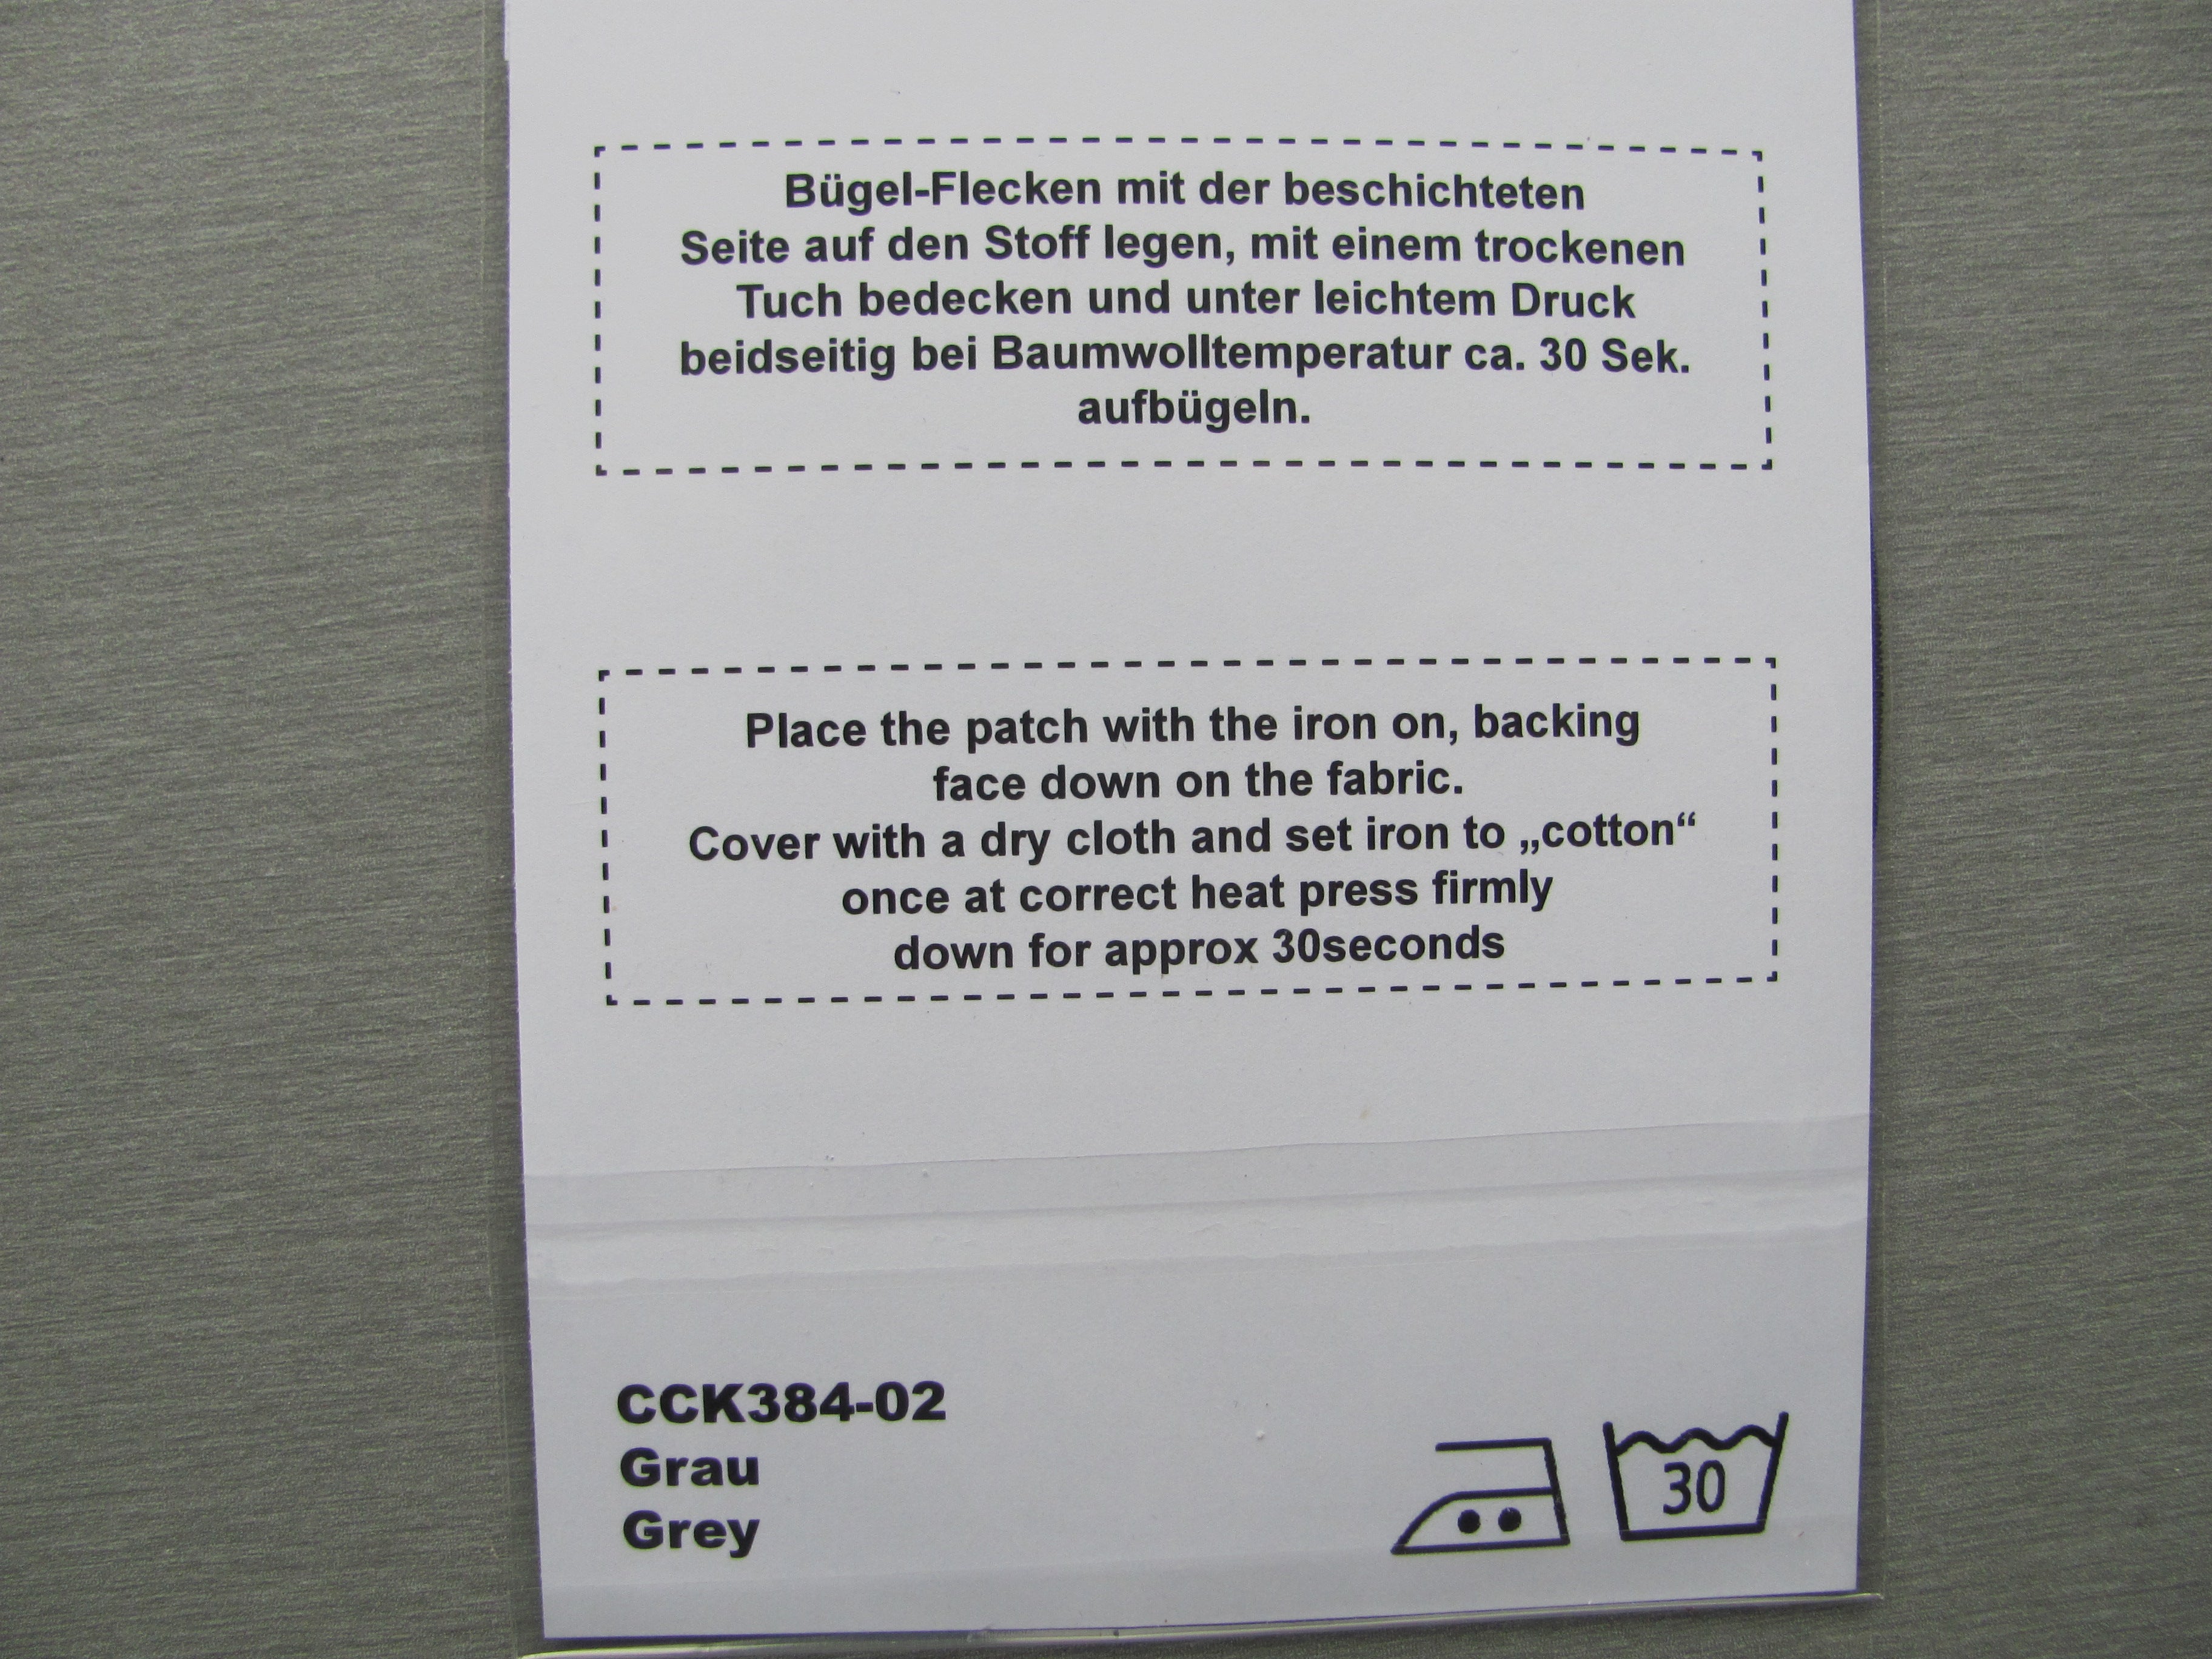 Bügel-Flecken mit der beschichteten
Seite auf den Stoff legen, mit einem trockenen
Tuch bedecken und unter leichtem Druck
beidseitig bei Baumwolltemperatur ca. 30 Sek.
aufbügeln.
Place the patch with the iron on, backing
face down on the fabric.
Cover with a dry cloth and set iron to „cotton“
once at correct heat press firmly
down for approx 30seconds
CCK384-02
Grau
Grey
30